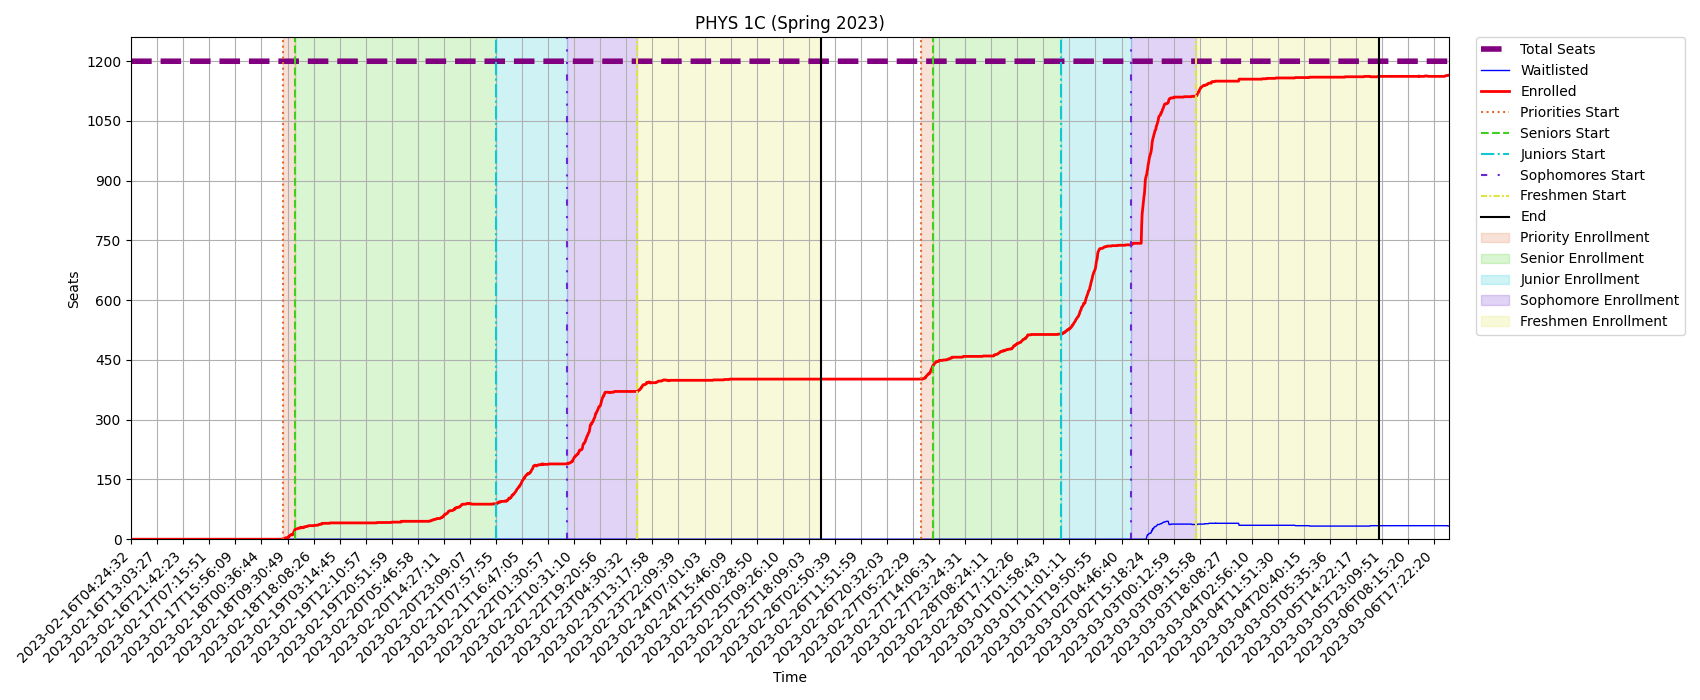 PHYS 1C (Spring 2023)
Seats
1200
1050
900
750
600
450
300
150
0
2023-02-16T04:24:32
2023-02-16T13:03:27
2023-02-16T21:42:23
2023-02-17T07:15:51
2023-02-17T15:56:09
2023-02-18T00:36:44
2023-02-18T09:30:49
2023-02-18T18:08:26
2023-02-19T03:14:45
2023-02-19T12:10:57
2023-02-19T20:51:59
2023-02-20T05:46:58
2023-02-20T14:27:11
2023-02-20T23:09:07
2023-02-21T07:57:55
2023-02-21T16:47:05
2023-02-22T01:30:57
2023-02-22T10:31:10
2023-02-22T19:20:56
2023-02-23T04:30:32
2023-02-23T13:17:58
2023-02-23T22:09:39
2023-02-24T07:01:03
2023-02-24T15:46:09
2023-02-25T00:28:50
2023-02-25T09:26:10
2023-02-25T18:09:03
2023-02-26T02:50:39
2023-02-26T11:51:59
2023-02-26T20:32:03
2023-02-27T05:22:29
2023-02-27T14:06:31
2023-02-27T23:24:31
2023-02-28T08:24:11
2023-02-28T17:12:26
2023-03-01T01:58:43
2023-03-01T11:01:11
2023-03-01T19:50:55
2023-03-02T04:46:40
2023-03-02T15:18:24
2023-03-03T00:12:59
2023-03-03T09:15:58
2023-03-03T18:08:27
2023-03-04T02:56:10
2023-03-04T11:51:30
2023-03-04T20:40:15
2023-03-05T05:35:36
2023-03-05T14:22:17
2023-03-05T23:09:51
2023-03-06T08:15:20
2023-03-06T17:22:20
Time
Total Seats
Waitlisted
Enrolled
Priorities Start
Seniors Start
Juniors Start
Sophomores Start
Freshmen Start
End
Priority Enrollment
Senior Enrollment
Junior Enrollment
Sophomore Enrollment
Freshmen Enrollment